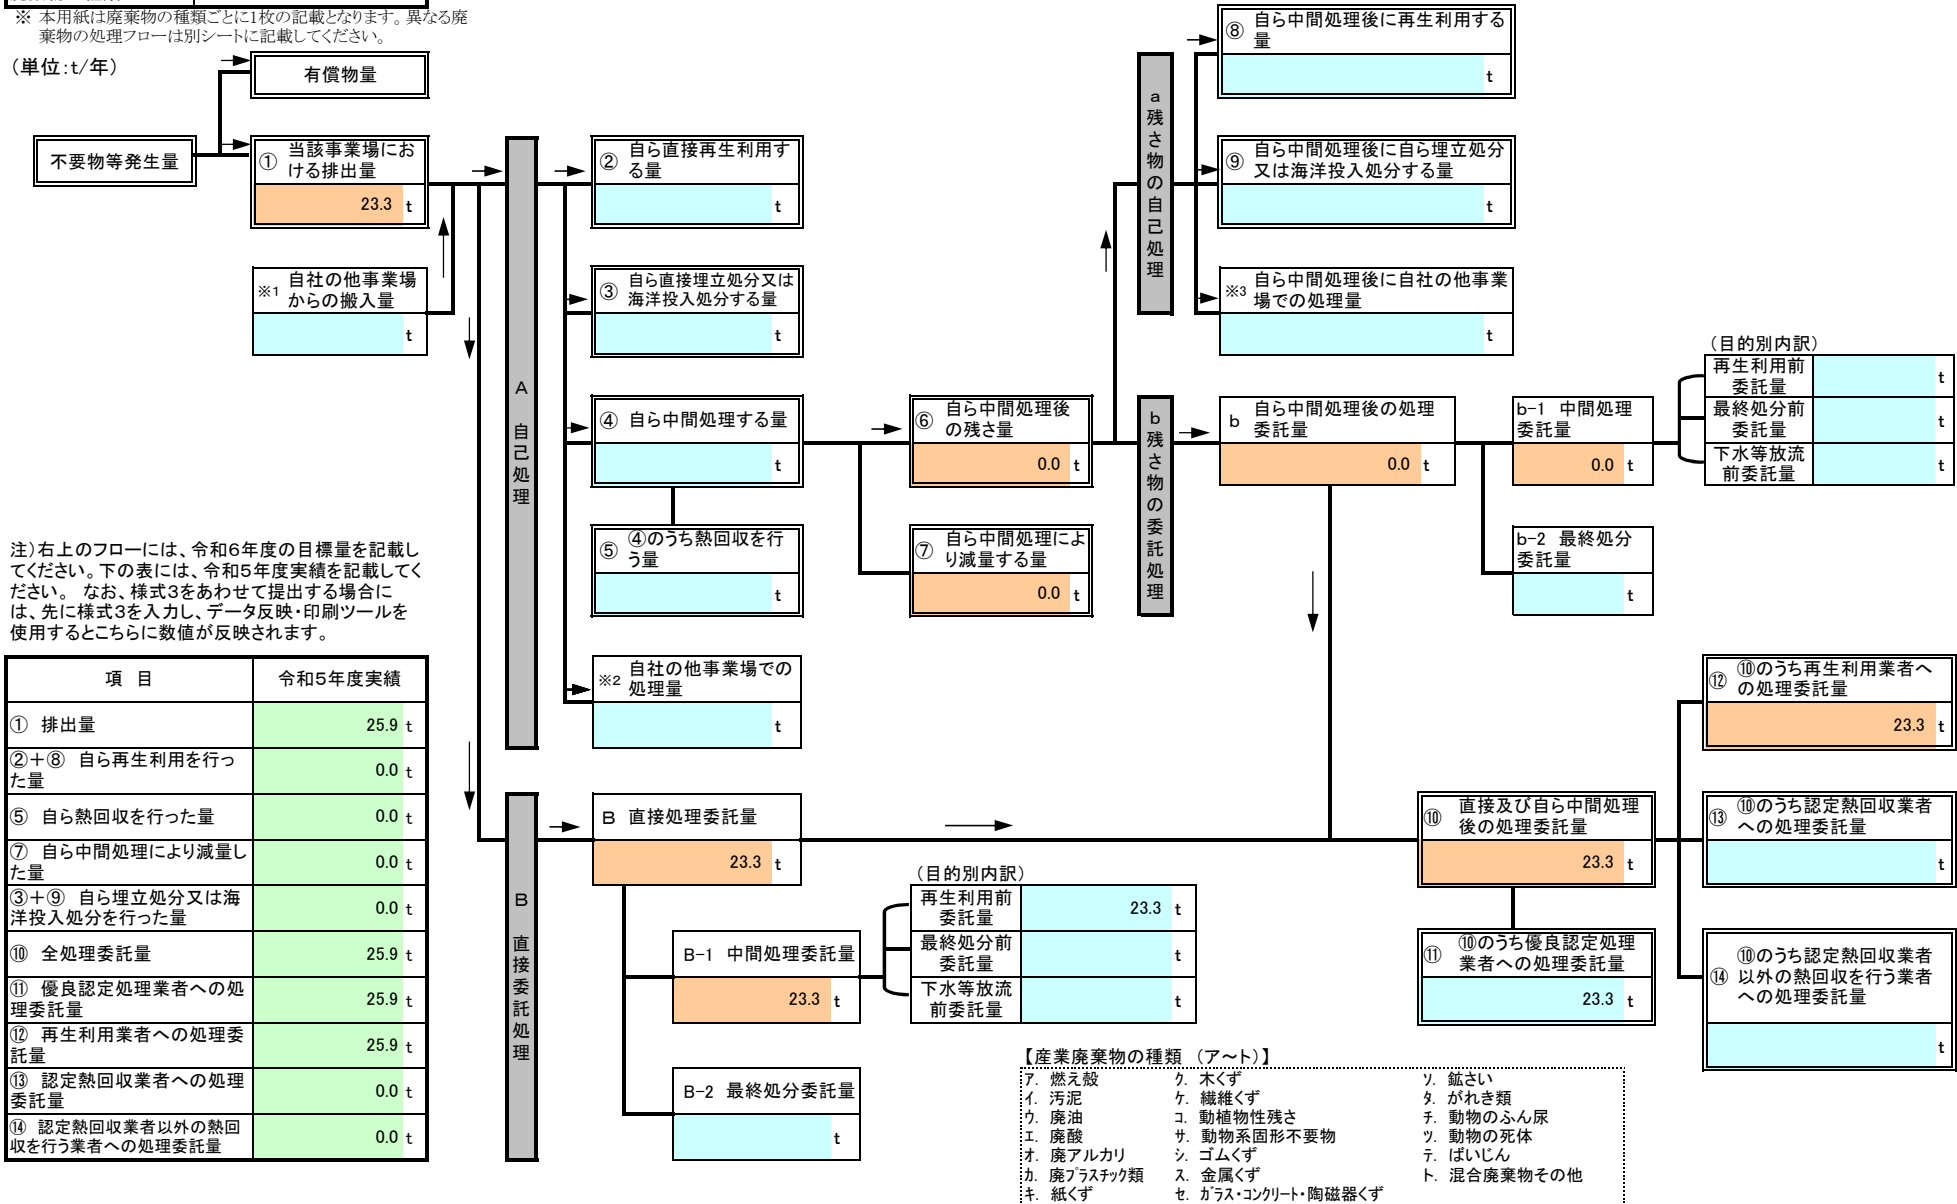 ※ 本用紙は廃棄物の種類ごとに1枚の記載となります。異なる廃
棄物の処理フローは別シートに記載してください。
(単位:t/年)
有償物量
不要物等発生量
① 当該事業場にお
ける排出量
23.3 t
※1 自社の他事業場
からの搬入量
t
A 自己処理
② 自ら直接再生利用す
る量
t
③ 自ら直接埋立処分又は
海洋投入処分する量
t
④ 自ら中間処理する量
t
⑤ ④のうち熱回収を行
う量
t
※2 自社の他事業場での
処理量
t
⑥ 自ら中間処理後
の残さ量
0.0 t
⑦ 自ら中間処理によ
り減量する量
0.0 t
a 残さ物の自己処理
⑧ 自ら中間処理後に再生利用する
量
t
⑨ 自ら中間処理後に自ら埋立処分
又は海洋投入処分する量
t
※3 自ら中間処理後に自社の他事業
場での処理量
t
b 残さ物の委託処理
b 自ら中間処理後の処理
委託量
0.0 t
b-1 中間処理
委託量
0.0 t
b-2 最終処分
委託量
t
(目的別内訳)
再生利用前
委託量
t
最終処分前
委託量
t
下水等放流
前委託量
t
注)右上のフローには、令和6年度の目標量を記載し
てください。下の表には、令和5年度実績を記載してく
ださい。 なお、様式3をあわせて提出する場合に
は、先に様式3を入力し、データ反映・印刷ツールを
使用するとこちらに数値が反映されます。
項 目 令和5年度実績
① 排出量 25.9 t
②+⑧ 自ら再生利用を行っ
た量
0.0 t
⑤ 自ら熱回収を行った量 0.0 t
⑦ 自ら中間処理により減量し
た量
0.0 t
③+⑨ 自ら埋立処分又は海
洋投入処分を行った量
0.0 t
⑩ 全処理委託量 25.9 t
⑪ 優良認定処理業者への処
理委託量
25.9 t
⑫ 再生利用業者への処理委
託量
25.9 t
⑬ 認定熱回収業者への処理
委託量
0.0 t
⑭ 認定熱回収業者以外の熱回
収を行う業者への処理委託量
0.0 t
B 直接委託処理
B 直接処理委託量
23.3 t
B-1 中間処理委託量
23.3 t
B-2 最終処分委託量
t
(目的別内訳)
再生利用前
委託量
23.3 t
最終処分前
委託量
t
下水等放流
前委託量
t
⑩ 直接及び自ら中間処理
後の処理委託量
23.3 t
⑪ ⑩のうち優良認定処理
業者への処理委託量
23.3 t
⑫ ⑩のうち再生利用業者へ
の処理委託量
23.3 t
⑬ ⑩のうち認定熱回収業者
への処理委託量
t
⑭ ⑩のうち認定熱回収業者
以外の熱回収を行う業者
への処理委託量
t
【産業廃棄物の種類 (ア~ト)】
ア. 燃え殻 ク. 木くず ソ. 鉱さい
イ. 汚泥 ケ. 繊維くず タ. がれき類
ウ. 廃油 コ. 動植物性残さ チ. 動物のふん尿
エ. 廃酸 サ. 動物系固形不要物 ツ. 動物の死体
オ. 廃アルカリ シ. ゴムくず テ. ばいじん
カ. 廃プラスチック類 ス. 金属くず ト. 混合廃棄物その他
キ. 紙くず セ. ガラス・コンクリート・陶磁器くず